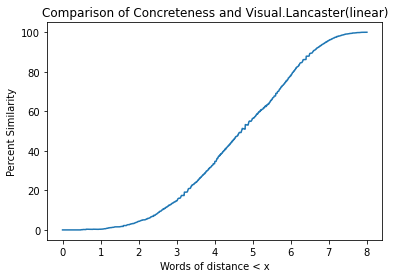 Comparison of Concreteness and Visual.Lancaster(linear)
100
80
60
40
20
0
Percent Similarity
0 1 2 3 4 5 6 7 8
Words of distance < x